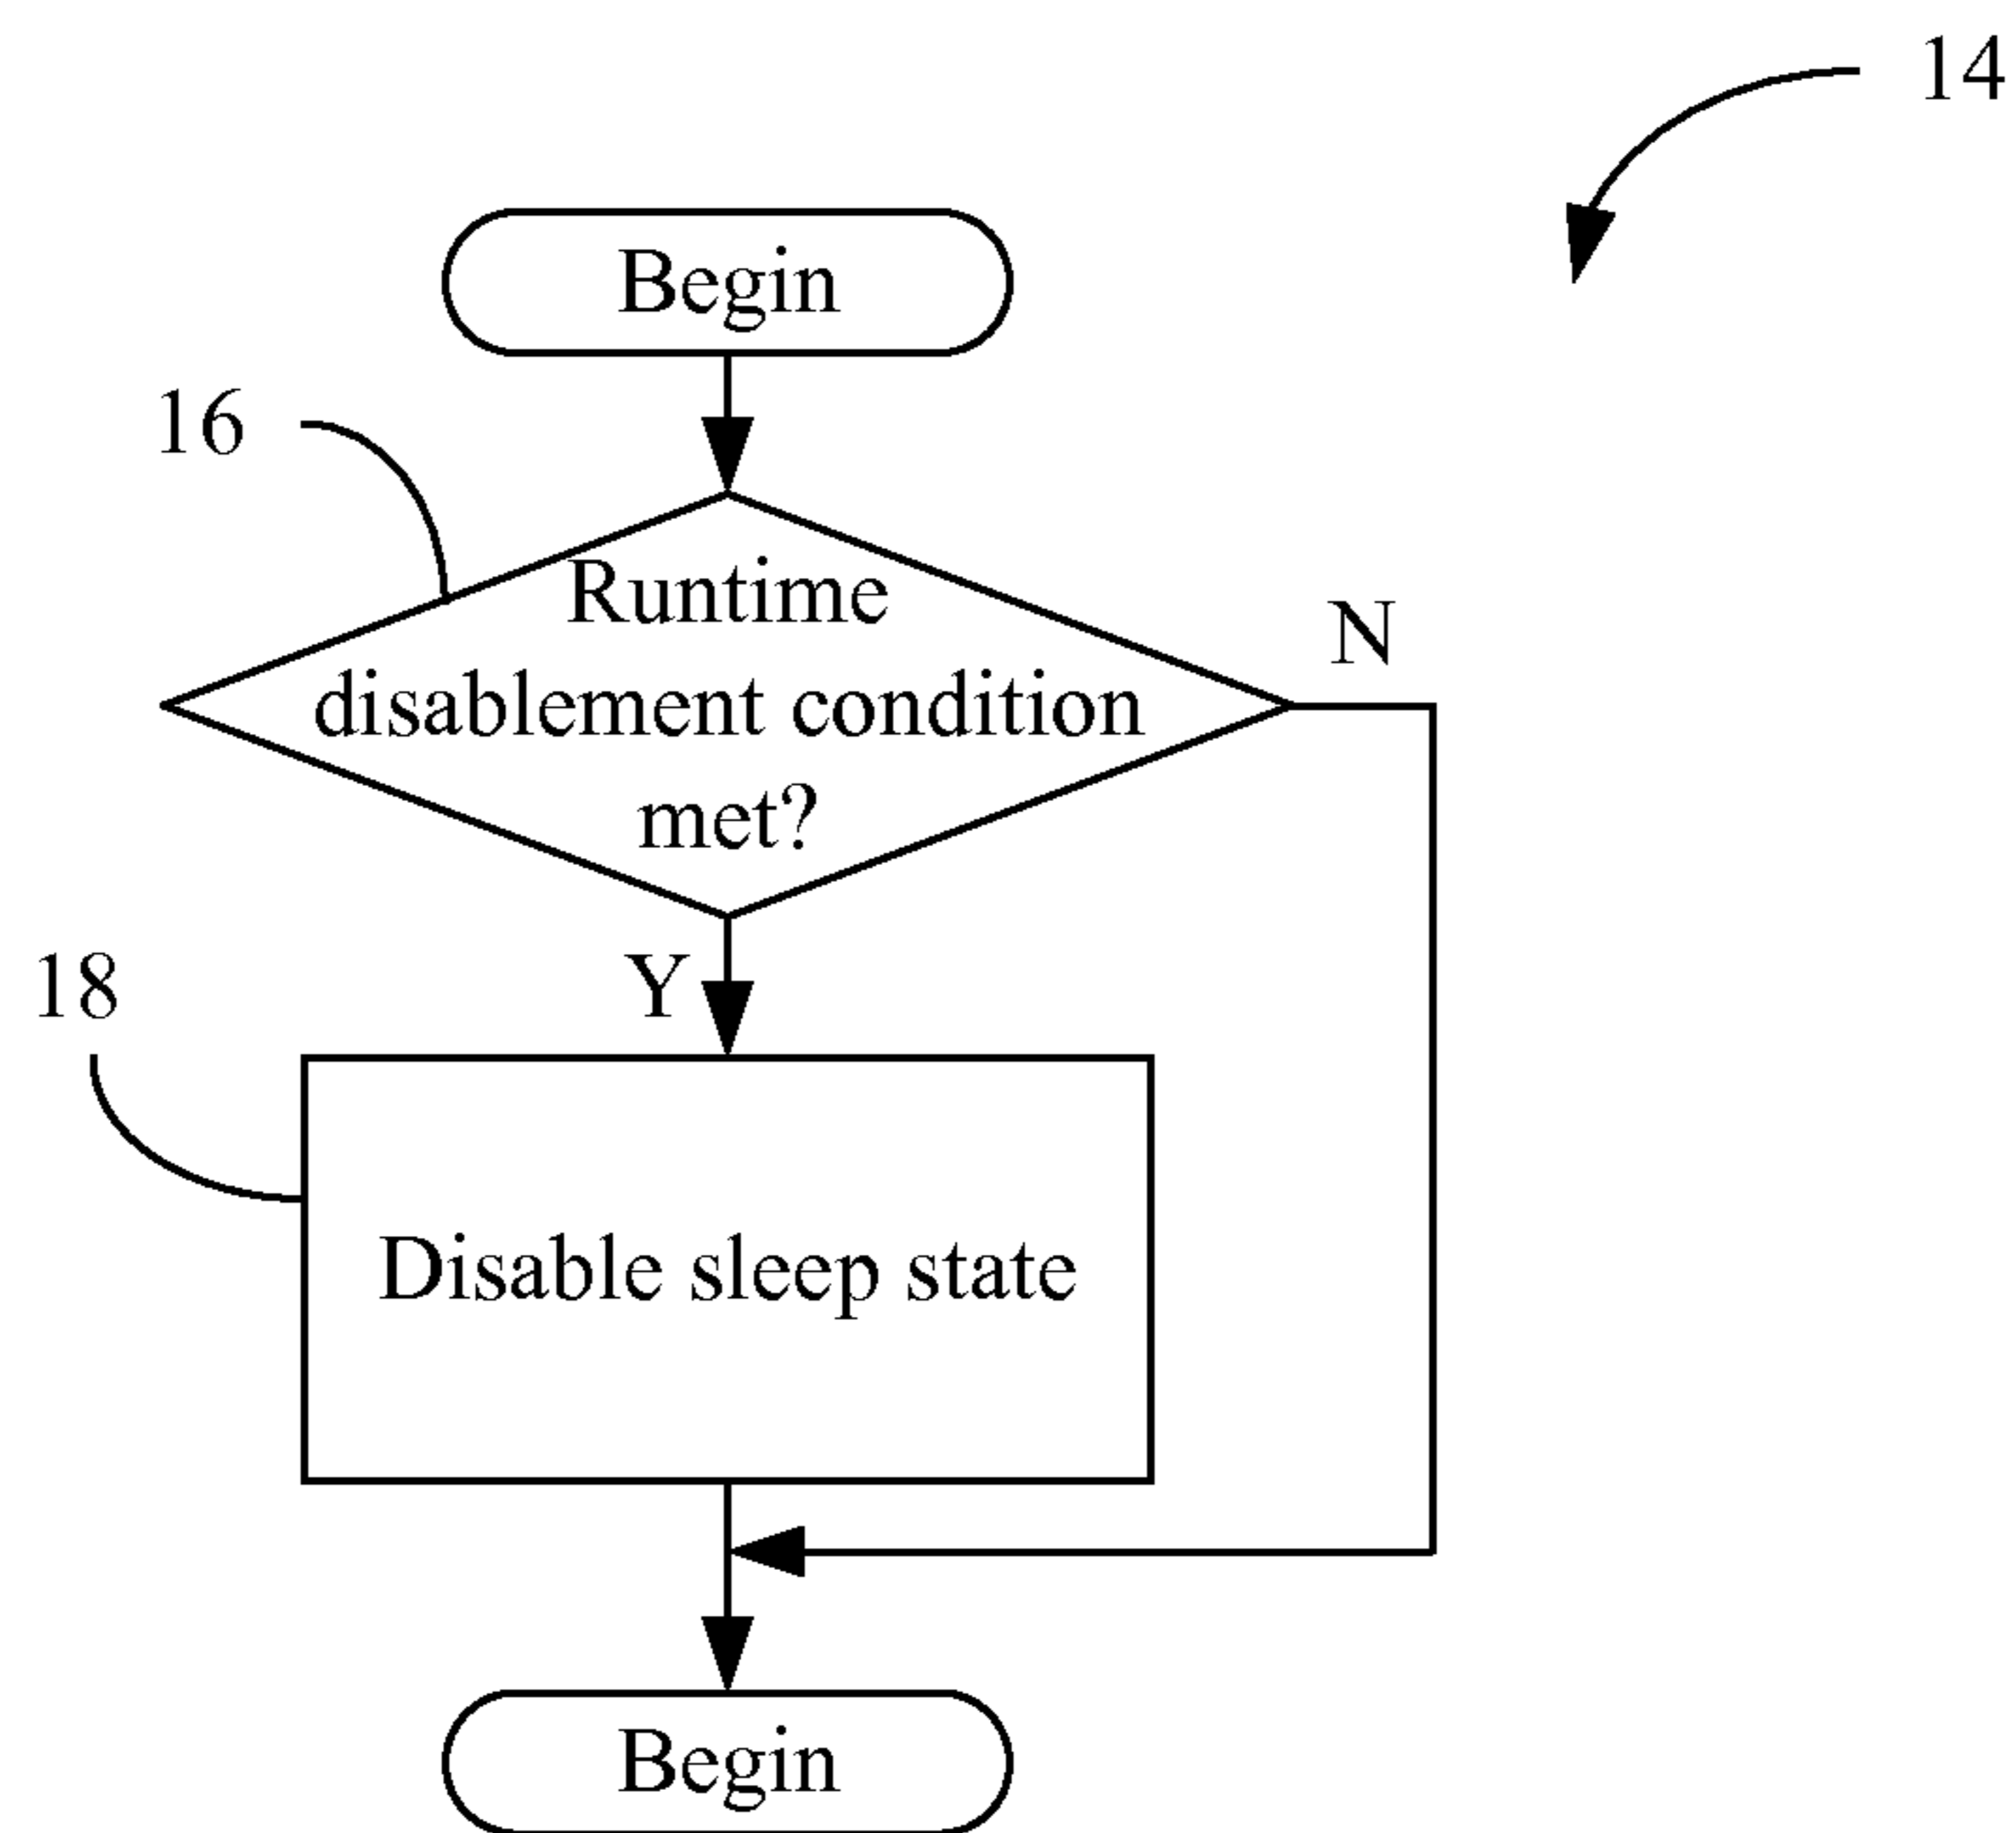 14
Begin
16
Runtime
disablement condition
met?
N
Y
18
Disable sleep state
Begin